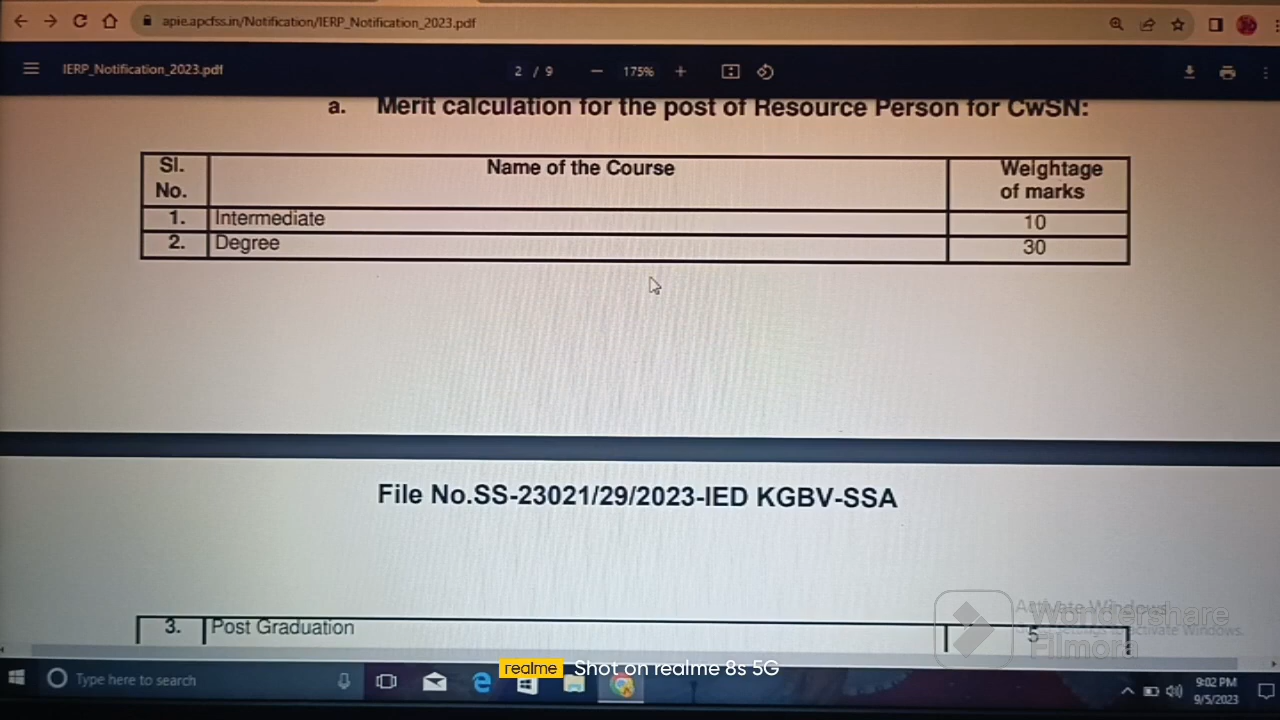 apie.apcfss.in/Notification/IERP_Notification_2023.pdf
IERP_Notification_2023.pdf
2 / 9
175%
a. Merit calculation for the post of Resource Person for CwSN:
Sl. No.
Name of the Course
Weightage of marks
1. Intermediate 10
2. Degree 30
File No.SS-23021/29/2023-IED KGBV-SSA
3. Post Graduation 5
Activate Windows
Wondershare
Filmora
Type here to search
realme Shot on realme 8s 5G
9:02 PM
9/5/2023